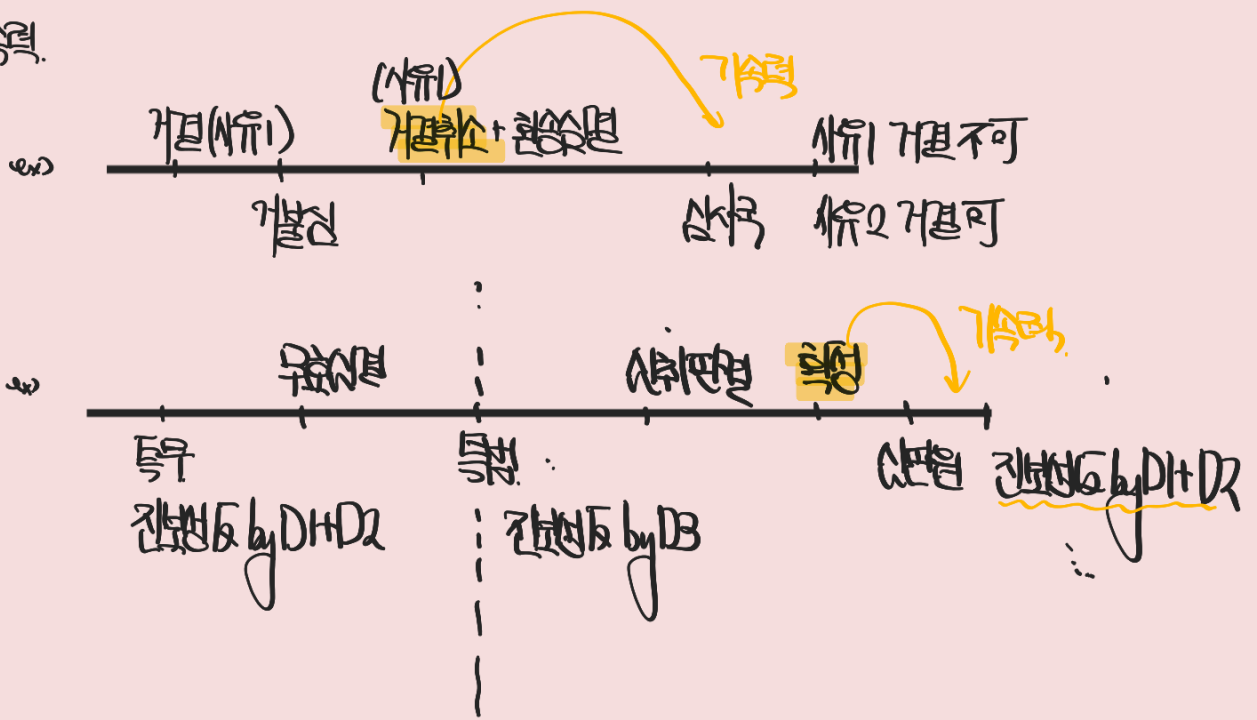 속력.
(사유1) 기속력
거절(사유1) 거절취소 + 환송심결 사유1 거절 不可
ex)
거불심 심사국 사유2 거절 可
기속력.
무효심결 심취판결 확정
ex)
특무 특법. 심판원 진보성 by D1+D2
진보성 by D1+D2 진보성 by D3